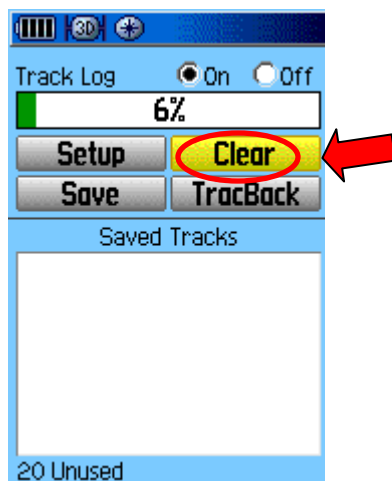 3D
Track Log On Off
6%
Setup Clear
Save TracBack
Saved Tracks
20 Unused